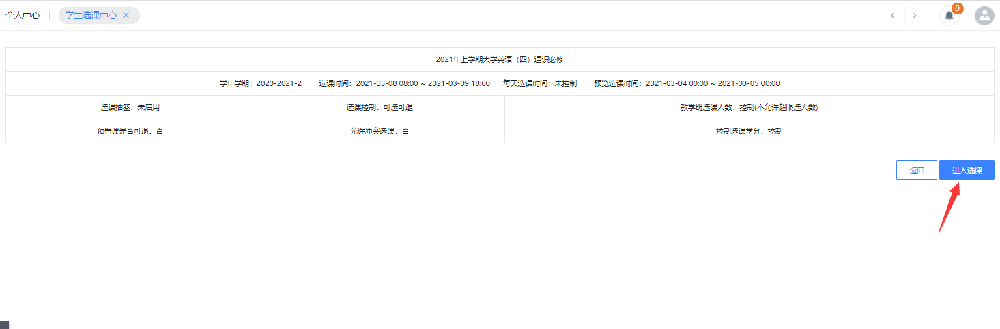 个人中心 学生选课中心 × 0
2021年上学期大学英语（四）通识必修
学年学期：2020-2021-2 选课时间：2021-03-08 08:00 ~ 2021-03-09 18:00 每天选课时间：未控制 预览选课时间：2021-03-04 00:00 ~ 2021-03-05 00:00
选课抽签：未启用 选课控制：可选可退 教学班选课人数：控制(不允许超限选人数)
预置课是否可退：否 允许冲突选课：否 控制选课学分：控制
返回 进入选课